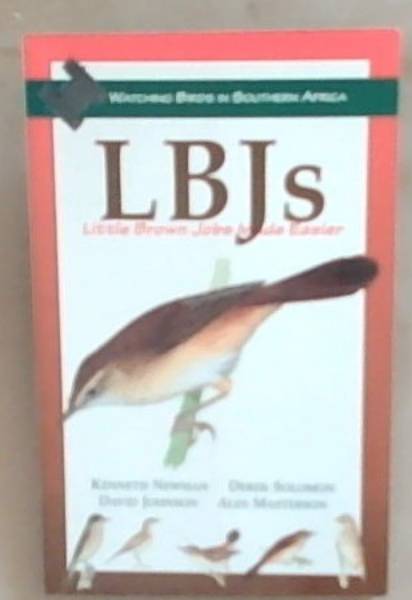 Watching Birds in Southern Africa
LBJs
Little Brown Jobs Made Easier
Kenneth Newman Derek Solomon
David Johnson Alan Masterson